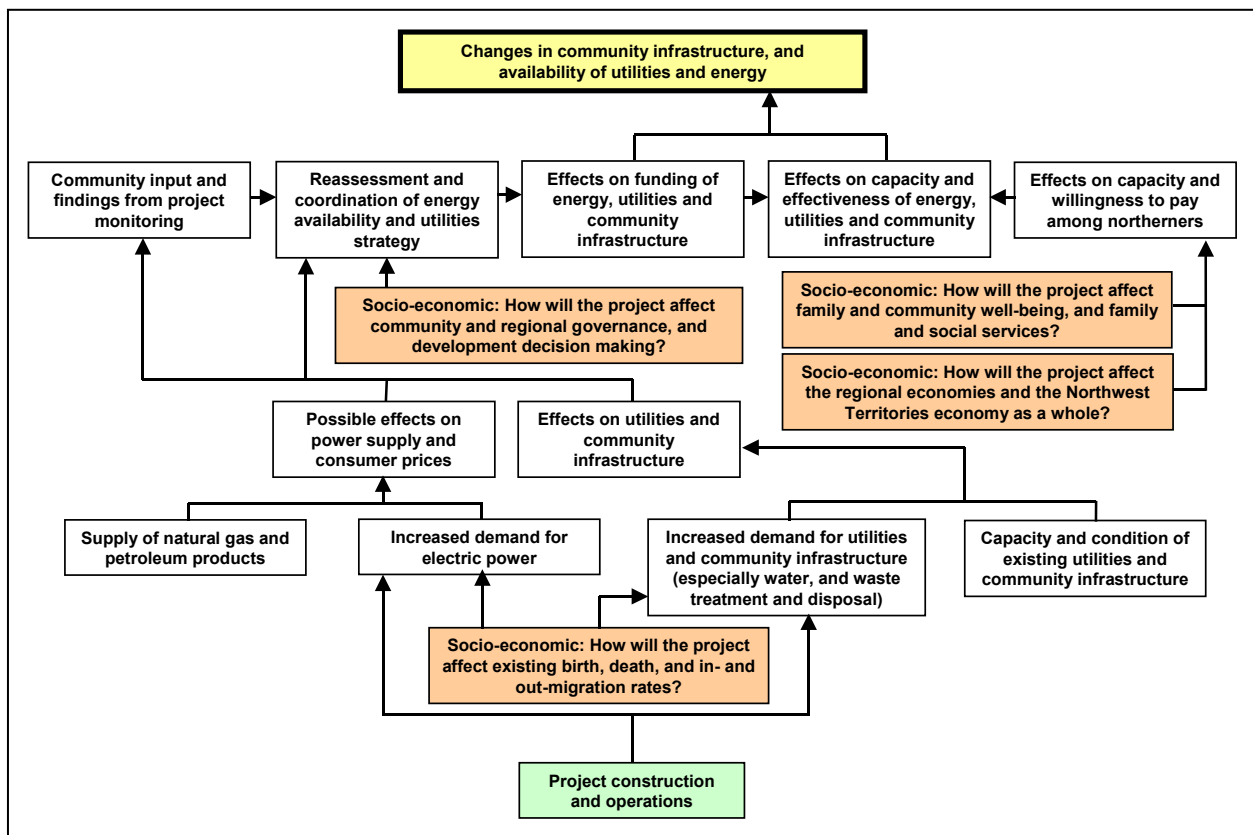 Changes in community infrastructure, and
availability of utilities and energy
Community input and
findings from project
monitoring
Reassessment and
coordination of energy
availability and utilities
strategy
Effects on funding of
energy, utilities and
community
infrastructure
Effects on capacity and
effectiveness of energy,
utilities and community
infrastructure
Effects on capacity and
willingness to pay
among northerners
Socio-economic: How will the project affect
community and regional governance, and
development decision making?
Socio-economic: How will the project affect
family and community well-being, and family
and social services?
Socio-economic: How will the project affect
the regional economies and the Northwest
Territories economy as a whole?
Possible effects on
power supply and
consumer prices
Effects on utilities and
community
infrastructure
Supply of natural gas and
petroleum products
Increased demand for
electric power
Increased demand for utilities
and community infrastructure
(especially water, and waste
treatment and disposal)
Capacity and condition of
existing utilities and
community infrastructure
Socio-economic: How will the project
affect existing birth, death, and in- and
out-migration rates?
Project construction
and operations